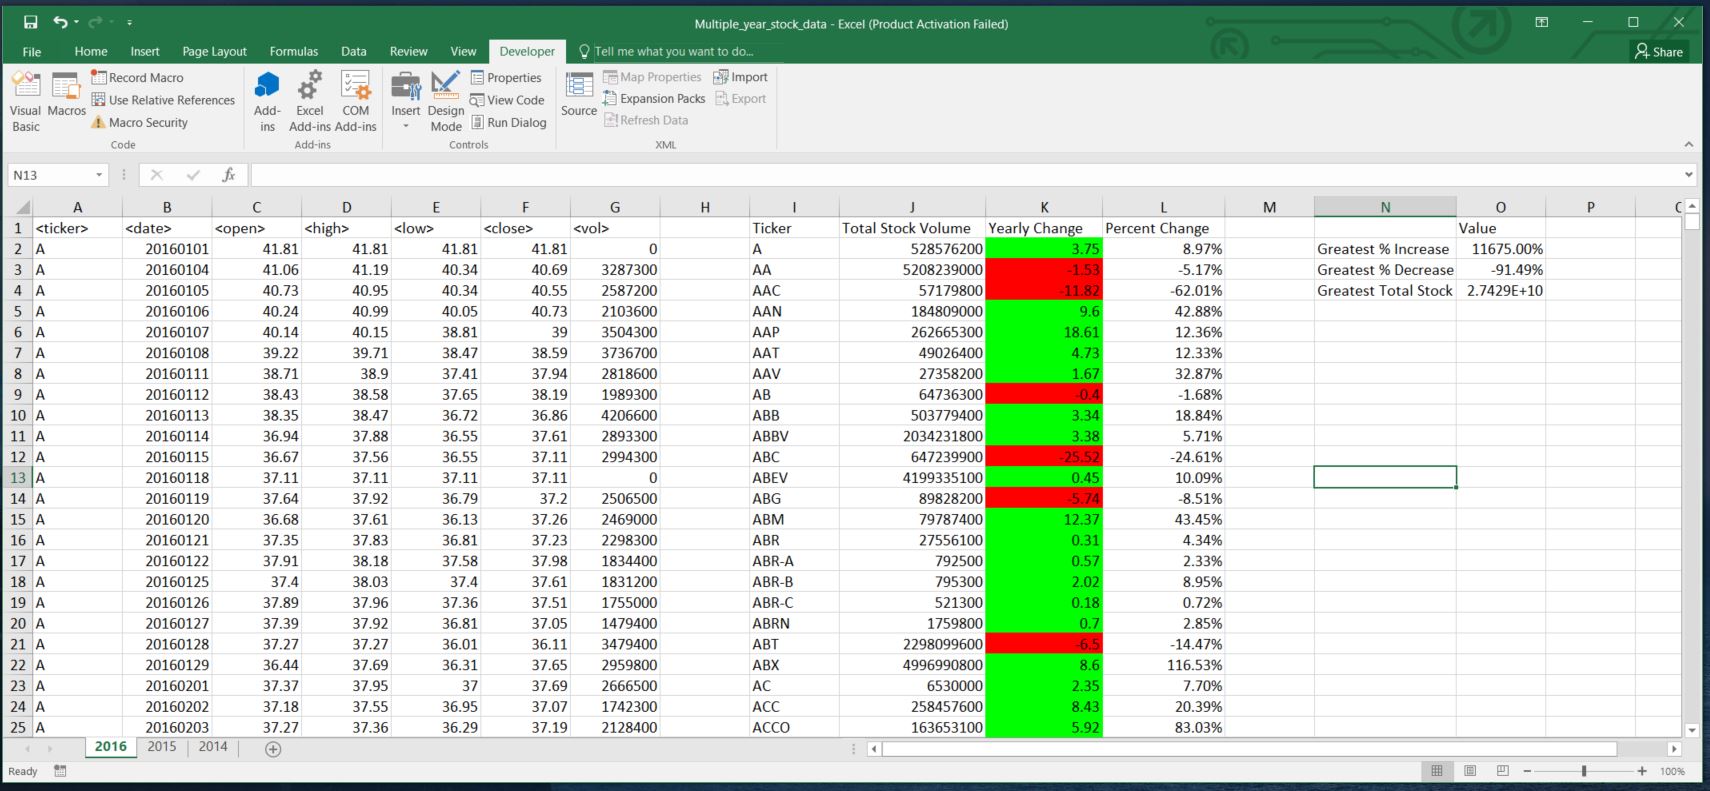 Multiple_year_stock_data - Excel (Product Activation Failed)
File Home Insert Page Layout Formulas Data Review View Developer Tell me what you want to do... Share
Visual Basic
Macros
Record Macro
Use Relative References
Macro Security
Code
Add-ins
Excel Add-ins
COM Add-ins
Add-ins
Insert
Design Mode
Properties
View Code
Run Dialog
Controls
Source
Map Properties
Expansion Packs
Refresh Data
Import
Export
XML
N13 fx
A B C D E F G H I J K L M N O P
1 <ticker> <date> <open> <high> <low> <close> <vol> Ticker Total Stock Volume Yearly Change Percent Change Value
2 A 20160101 41.81 41.81 41.81 41.81 0 A 528576200 3.75 8.97% Greatest % Increase 11675.00%
3 A 20160104 41.06 41.19 40.34 40.69 3287300 AA 5208239000 -1.53 -5.17% Greatest % Decrease -91.49%
4 A 20160105 40.73 40.95 40.34 40.55 2587200 AAC 57179800 -11.82 -62.01% Greatest Total Stock 2.7429E+10
5 A 20160106 40.24 40.99 40.05 40.73 2103600 AAN 184809000 9.6 42.88%
6 A 20160107 40.14 40.15 38.81 39 3504300 AAP 262665300 18.61 12.36%
7 A 20160108 39.22 39.71 38.47 38.59 3736700 AAT 49026400 4.73 12.33%
8 A 20160111 38.71 38.9 37.41 37.94 2818600 AAV 27358200 1.67 32.87%
9 A 20160112 38.43 38.58 37.65 38.19 1989300 AB 64736300 -0.4 -1.68%
10 A 20160113 38.35 38.47 36.72 36.86 4206600 ABB 503779400 3.34 18.84%
11 A 20160114 36.94 37.88 36.55 37.61 2893300 ABBV 2034231800 3.38 5.71%
12 A 20160115 36.67 37.56 36.55 37.11 2994300 ABC 647239900 -25.52 -24.61%
13 A 20160118 37.11 37.11 37.11 37.11 0 ABEV 4199335100 0.45 10.09%
14 A 20160119 37.64 37.92 36.79 37.2 2506500 ABG 89828200 -5.74 -8.51%
15 A 20160120 36.68 37.61 36.13 37.26 2469000 ABM 79787400 12.37 43.45%
16 A 20160121 37.35 37.83 36.81 37.23 2298300 ABR 27556100 0.31 4.34%
17 A 20160122 37.91 38.18 37.58 37.98 1834400 ABR-A 792500 0.57 2.33%
18 A 20160125 37.4 38.03 37.4 37.61 1831200 ABR-B 795300 2.02 8.95%
19 A 20160126 37.89 37.96 37.36 37.51 1755000 ABR-C 521300 0.18 0.72%
20 A 20160127 37.39 37.92 36.81 37.05 1479400 ABRN 1759800 0.7 2.85%
21 A 20160128 37.27 37.27 36.01 36.11 3479400 ABT 2298099600 -6.5 -14.47%
22 A 20160129 36.44 37.69 36.31 37.65 2959800 ABX 4996990800 8.6 116.53%
23 A 20160201 37.37 37.95 37 37.69 2666500 AC 6530000 2.35 7.70%
24 A 20160202 37.18 37.55 36.95 37.07 1742300 ACC 258457600 8.43 20.39%
25 A 20160203 37.27 37.36 36.29 37.19 2128400 ACCO 163653100 5.92 83.03%
2016 2015 2014
Ready 100%